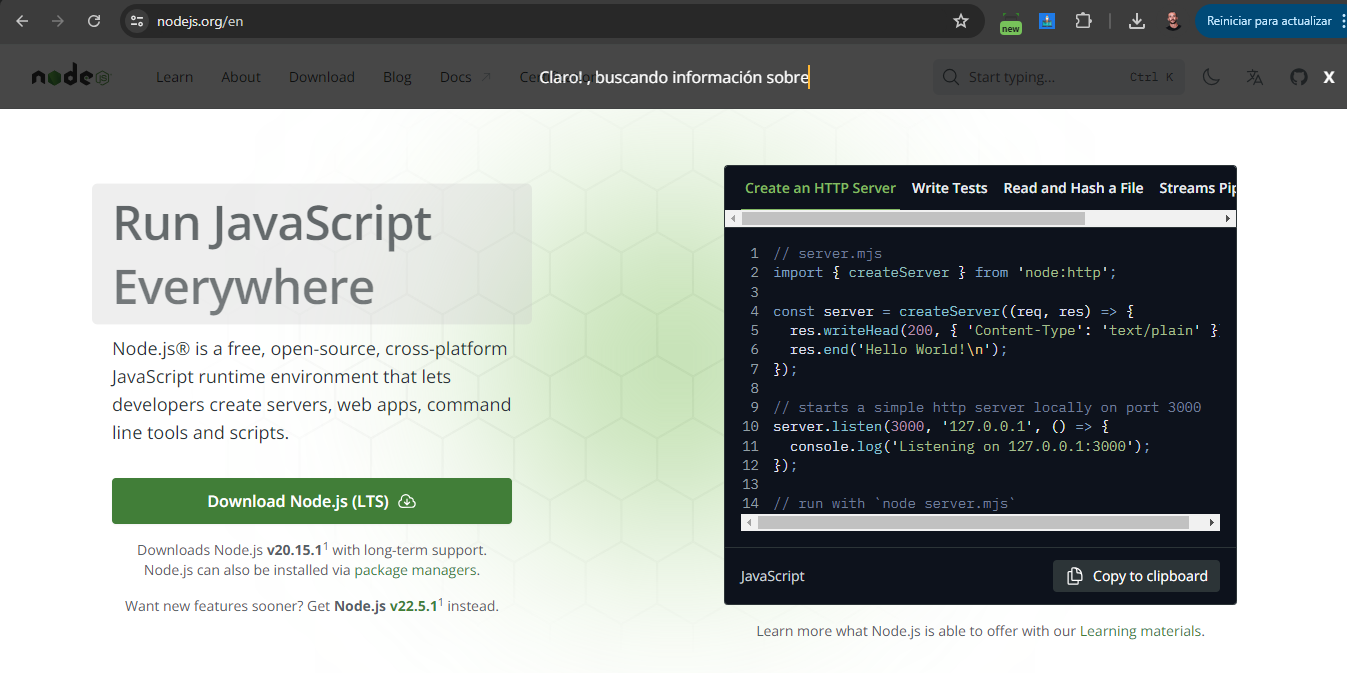 nodejs.org/en
new
Reiniciar para actualizar
node JS
Learn About Download Blog Docs
Claro! , buscando información sobre
Start typing... Ctrl K
X
Run JavaScript
Everywhere
Node.js® is a free, open-source, cross-platform
JavaScript runtime environment that lets
developers create servers, web apps, command
line tools and scripts.
Download Node.js (LTS)
Downloads Node.js v20.15.1¹ with long-term support.
Node.js can also be installed via package managers.
Want new features sooner? Get Node.js v22.5.1¹ instead.
Create an HTTP Server Write Tests Read and Hash a File Streams Pip
1 // server.mjs
2 import { createServer } from 'node:http';
3
4 const server = createServer((req, res) => {
5 res.writeHead(200, { 'Content-Type': 'text/plain' }
6 res.end('Hello World!\n');
7 });
8
9 // starts a simple http server locally on port 3000
10 server.listen(3000, '127.0.0.1', () => {
11 console.log('Listening on 127.0.0.1:3000');
12 });
13
14 // run with `node server.mjs`
JavaScript
Copy to clipboard
Learn more what Node.js is able to offer with our Learning materials.